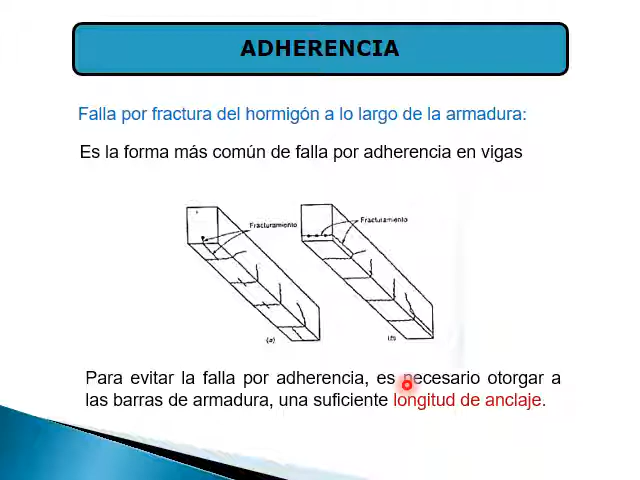 ADHERENCIA
Falla por fractura del hormigón a lo largo de la armadura:
Es la forma más común de falla por adherencia en vigas
Fracturamiento
Fracturamiento
(a)
(b)
Para evitar la falla por adherencia, es necesario otorgar a
las barras de armadura, una suficiente longitud de anclaje.